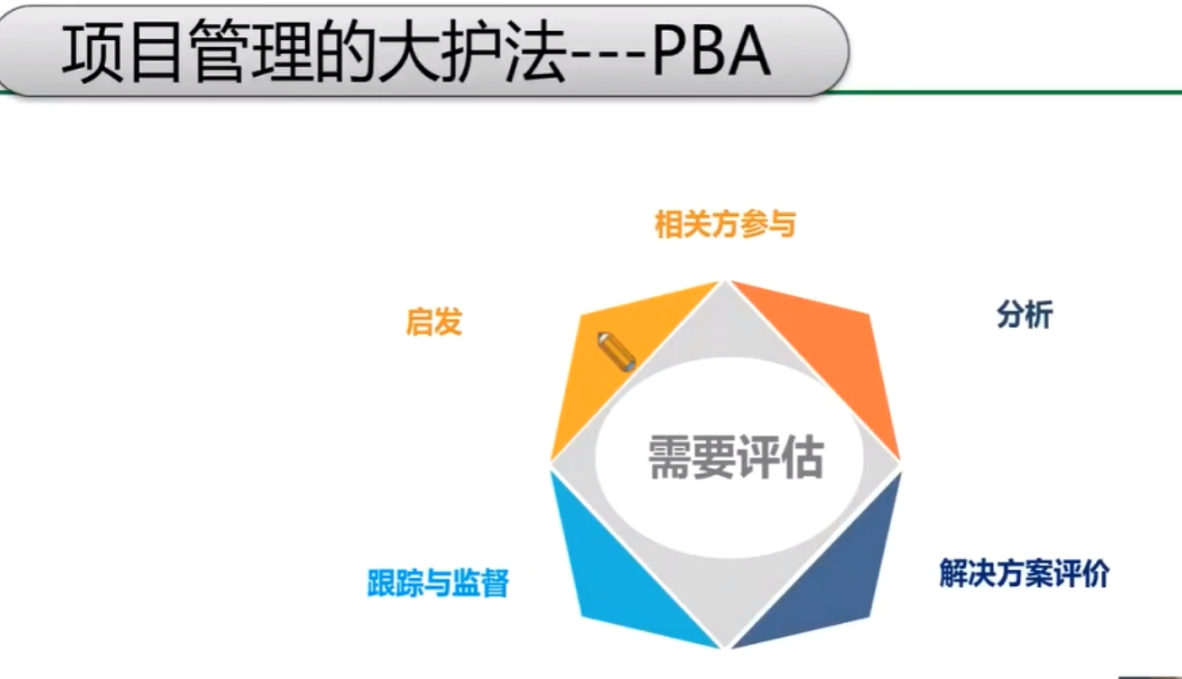 项目管理的大护法---PBA
相关方参与
启发
分析
需要评估
跟踪与监督
解决方案评价